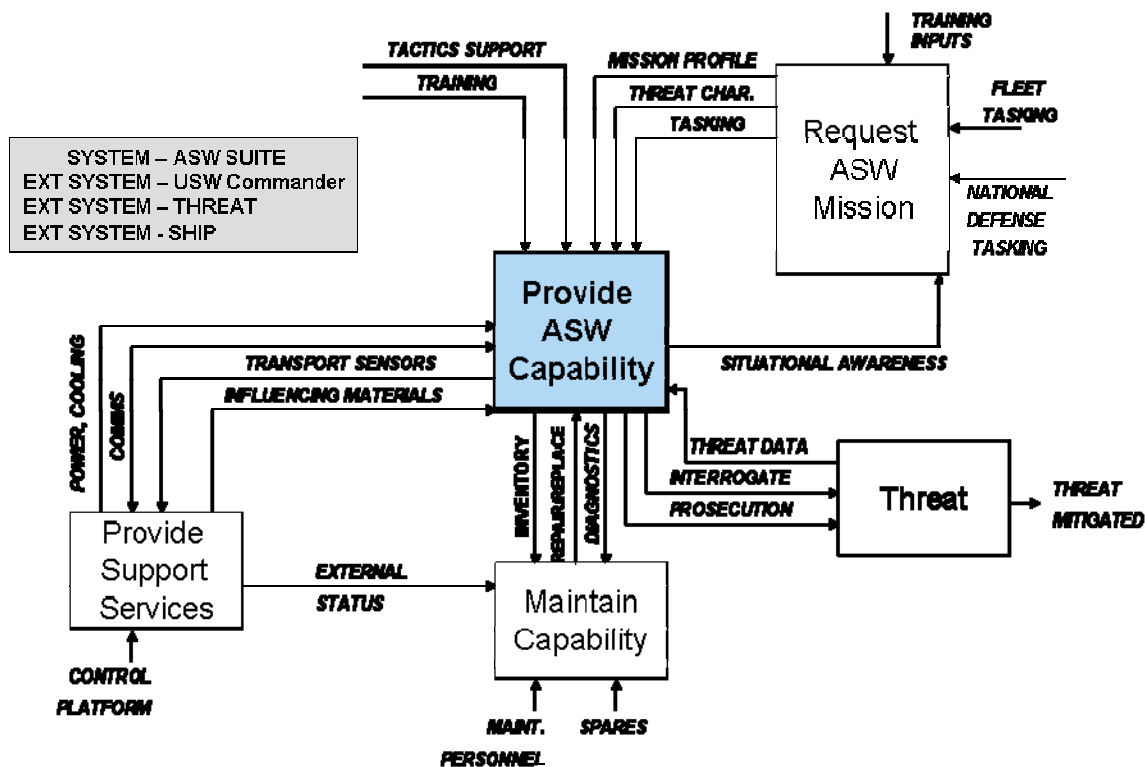 TRAINING
INPUTS
TACTICS SUPPORT
TRAINING
MISSION PROFILE
THREAT CHAR.
TASKING
Request
ASW
Mission
FLEET
TASKING
NATIONAL
DEFENSE
TASKING
SYSTEM – ASW SUITE
EXT SYSTEM – USW Commander
EXT SYSTEM – THREAT
EXT SYSTEM - SHIP
Provide
ASW
Capability
SITUATIONAL AWARENESS
POWER, COOLING
COMMS
TRANSPORT SENSORS
INFLUENCING MATERIALS
INVENTORY
REPAIR/REPLACE
DIAGNOSTICS
THREAT DATA
INTERROGATE
PROSECUTION
Threat
THREAT
MITIGATED
Provide
Support
Services
EXTERNAL
STATUS
Maintain
Capability
CONTROL
PLATFORM
MAINT.
PERSONNEL
SPARES